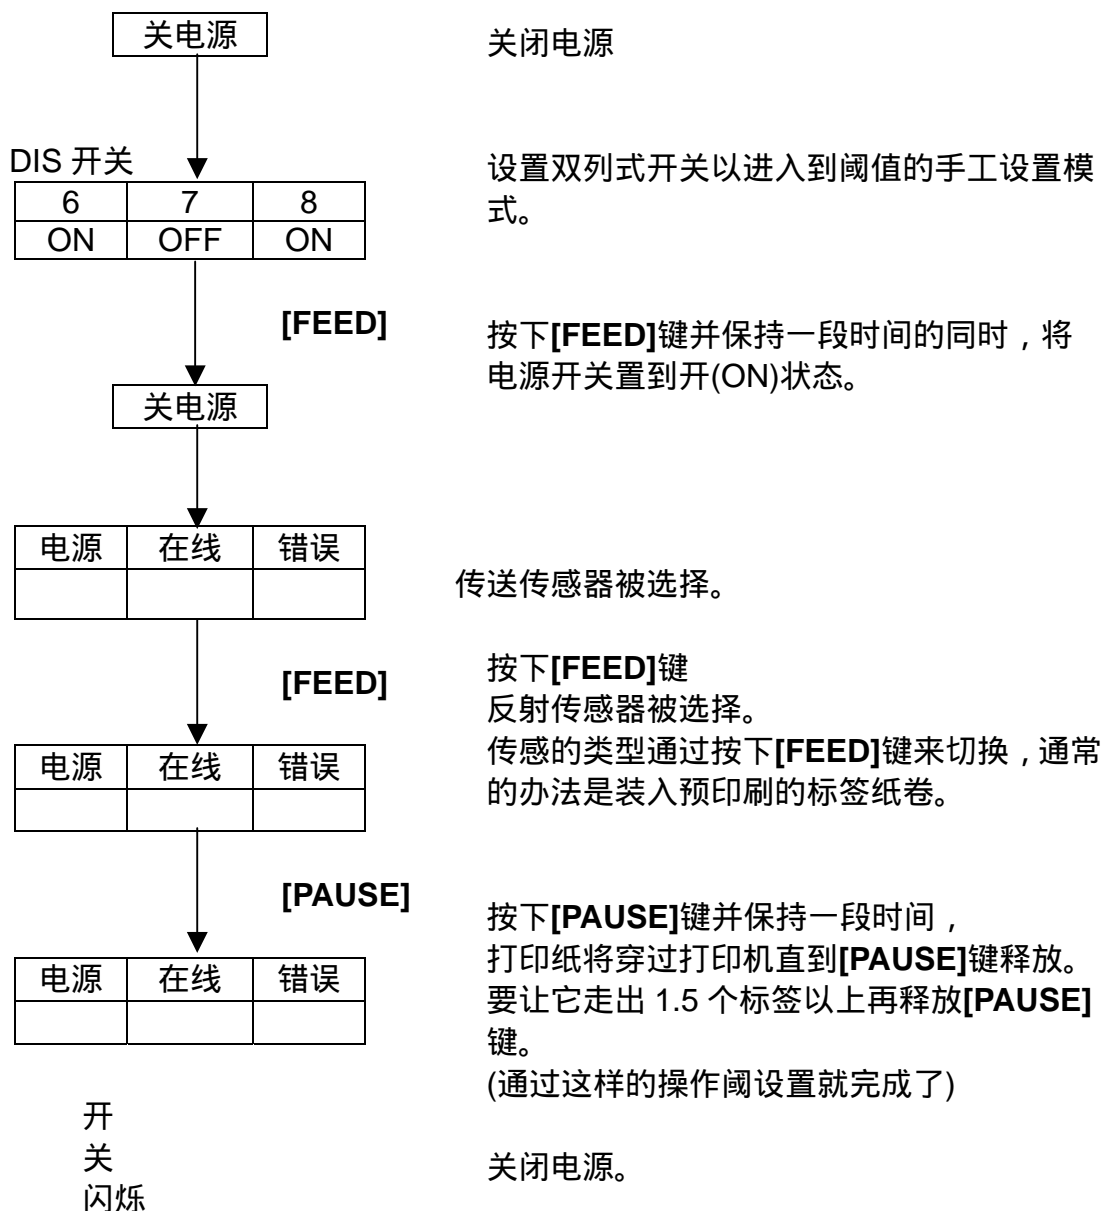 关电源
关闭电源
DIS 开关
6 7 8
ON OFF ON
设置双列式开关以进入到阈值的手工设置模
式。
[FEED]
按下[FEED]键并保持一段时间的同时，将
电源开关置到开(ON)状态。
关电源
电源 在线 错误
传送传感器被选择。
[FEED]
按下[FEED]键
反射传感器被选择。
传感的类型通过按下[FEED]键来切换，通常
的办法是装入预印刷的标签纸卷。
电源 在线 错误
[PAUSE]
按下[PAUSE]键并保持一段时间，
打印纸将穿过打印机直到[PAUSE]键释放。
要让它走出 1.5 个标签以上再释放[PAUSE]
键。
(通过这样的操作阈设置就完成了)
电源 在线 错误
开
关
闪烁
关闭电源。